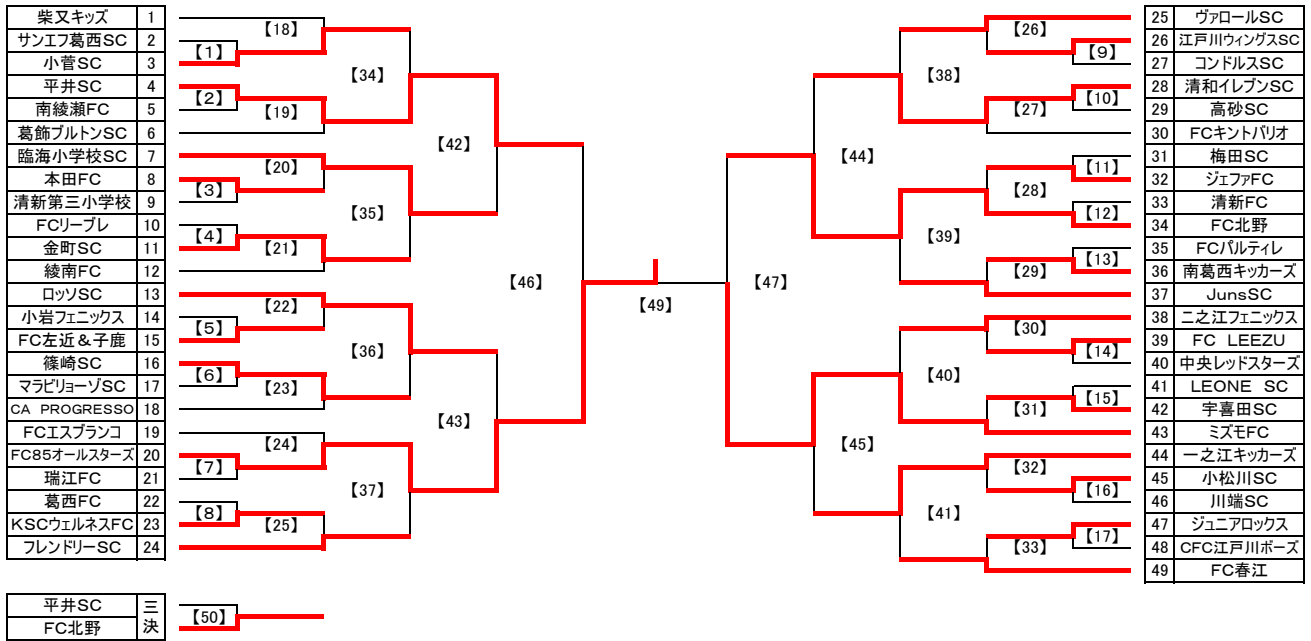 柴又キッズ 1
サンエフ葛西SC 2
小菅SC 3
平井SC 4
南綾瀬FC 5
葛飾ブルトンSC 6
臨海小学校SC 7
本田FC 8
清新第三小学校 9
FCリーブレ 10
金町SC 11
綾南FC 12
ロッソSC 13
小岩フェニックス 14
FC左近&子鹿 15
篠崎SC 16
マラビリョーゾSC 17
CA PROGRESSO 18
FCエスブランコ 19
FC85オールスターズ 20
瑞江FC 21
葛西FC 22
KSCウェルネスFC 23
フレンドリーSC 24
【1】
【2】
【3】
【4】
【5】
【6】
【7】
【8】
【18】
【19】
【20】
【21】
【22】
【23】
【24】
【25】
【34】
【35】
【36】
【37】
【42】
【43】
【46】
【49】
【47】
【44】
【45】
【38】
【39】
【40】
【41】
【26】
【27】
【28】
【29】
【30】
【31】
【32】
【33】
【9】
【10】
【11】
【12】
【13】
【14】
【15】
【16】
【17】
25 ヴァロールSC
26 江戸川ウィングスSC
27 コンドルスSC
28 清和イレブンSC
29 高砂SC
30 FCキントバリオ
31 梅田SC
32 ジェファFC
33 清新FC
34 FC北野
35 FCパルティレ
36 南葛西キッカーズ
37 JunsSC
38 二之江フェニックス
39 FC LEEZU
40 中央レッドスターズ
41 LEONE SC
42 宇喜田SC
43 ミズモFC
44 一之江キッカーズ
45 小松川SC
46 川端SC
47 ジュニアロックス
48 CFC江戸川ボーズ
49 FC春江
平井SC 三
FC北野 決
【50】